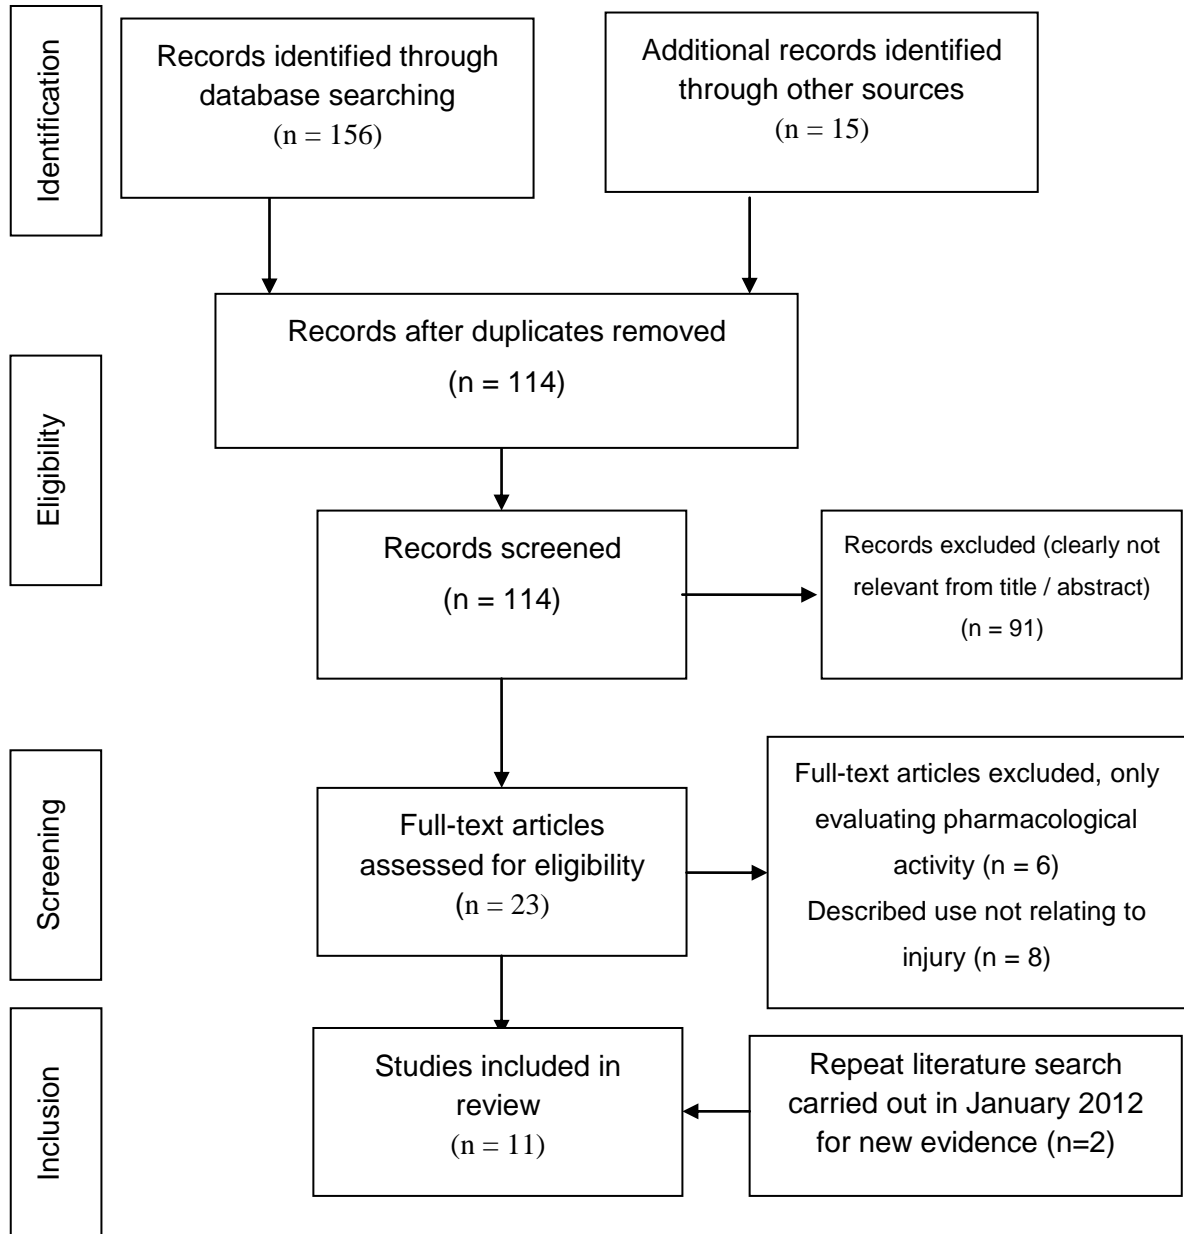 Identification
Records identified through
database searching
(n = 156)
Additional records identified
through other sources
(n = 15)
Records after duplicates removed
(n = 114)
Eligibility
Records screened
(n = 114)
Records excluded (clearly not
relevant from title / abstract)
(n = 91)
Screening
Full-text articles
assessed for eligibility
(n = 23)
Full-text articles excluded, only
evaluating pharmacological
activity (n = 6)
Described use not relating to
injury (n = 8)
Inclusion
Studies included in
review
(n = 11)
Repeat literature search
carried out in January 2012
for new evidence (n=2)